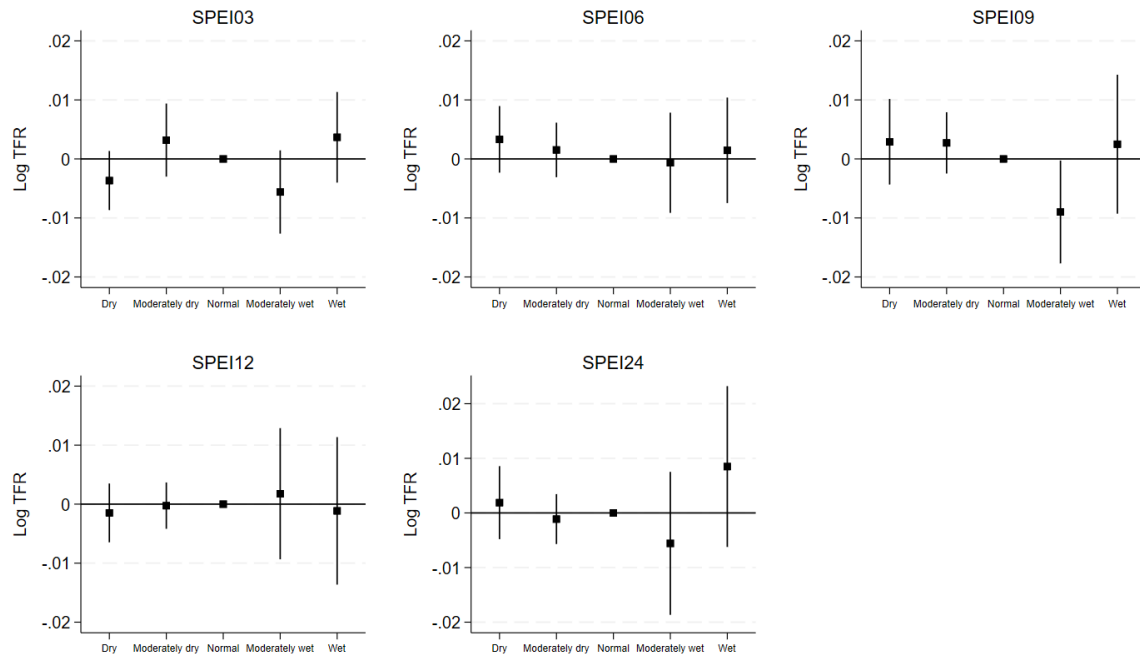 SPEI03
.02
.01
0
-.01
-.02
Log TFR
Dry Moderately dry Normal Moderately wet Wet
SPEI06
.02
.01
0
-.01
-.02
Log TFR
Dry Moderately dry Normal Moderately wet Wet
SPEI09
.02
.01
0
-.01
-.02
Log TFR
Dry Moderately dry Normal Moderately wet Wet
SPEI12
.02
.01
0
-.01
-.02
Log TFR
Dry Moderately dry Normal Moderately wet Wet
SPEI24
.02
.01
0
-.01
-.02
Log TFR
Dry Moderately dry Normal Moderately wet Wet